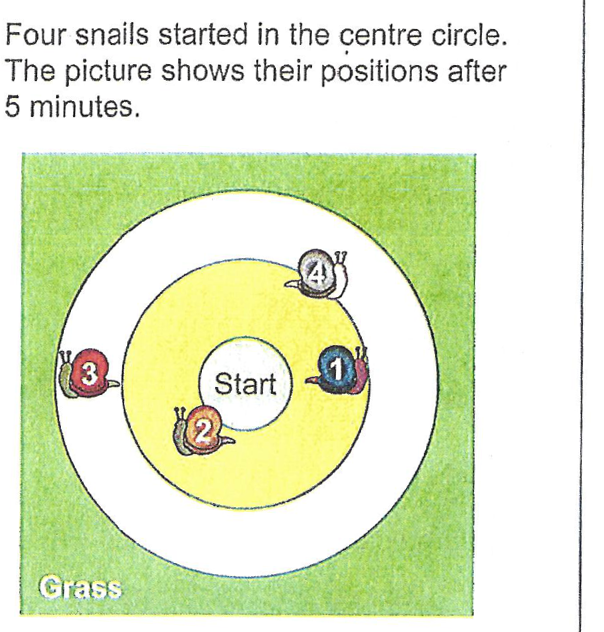 Four snails started in the centre circle.
The picture shows their positions after
5 minutes.
4
3
1
Start
2
Grass